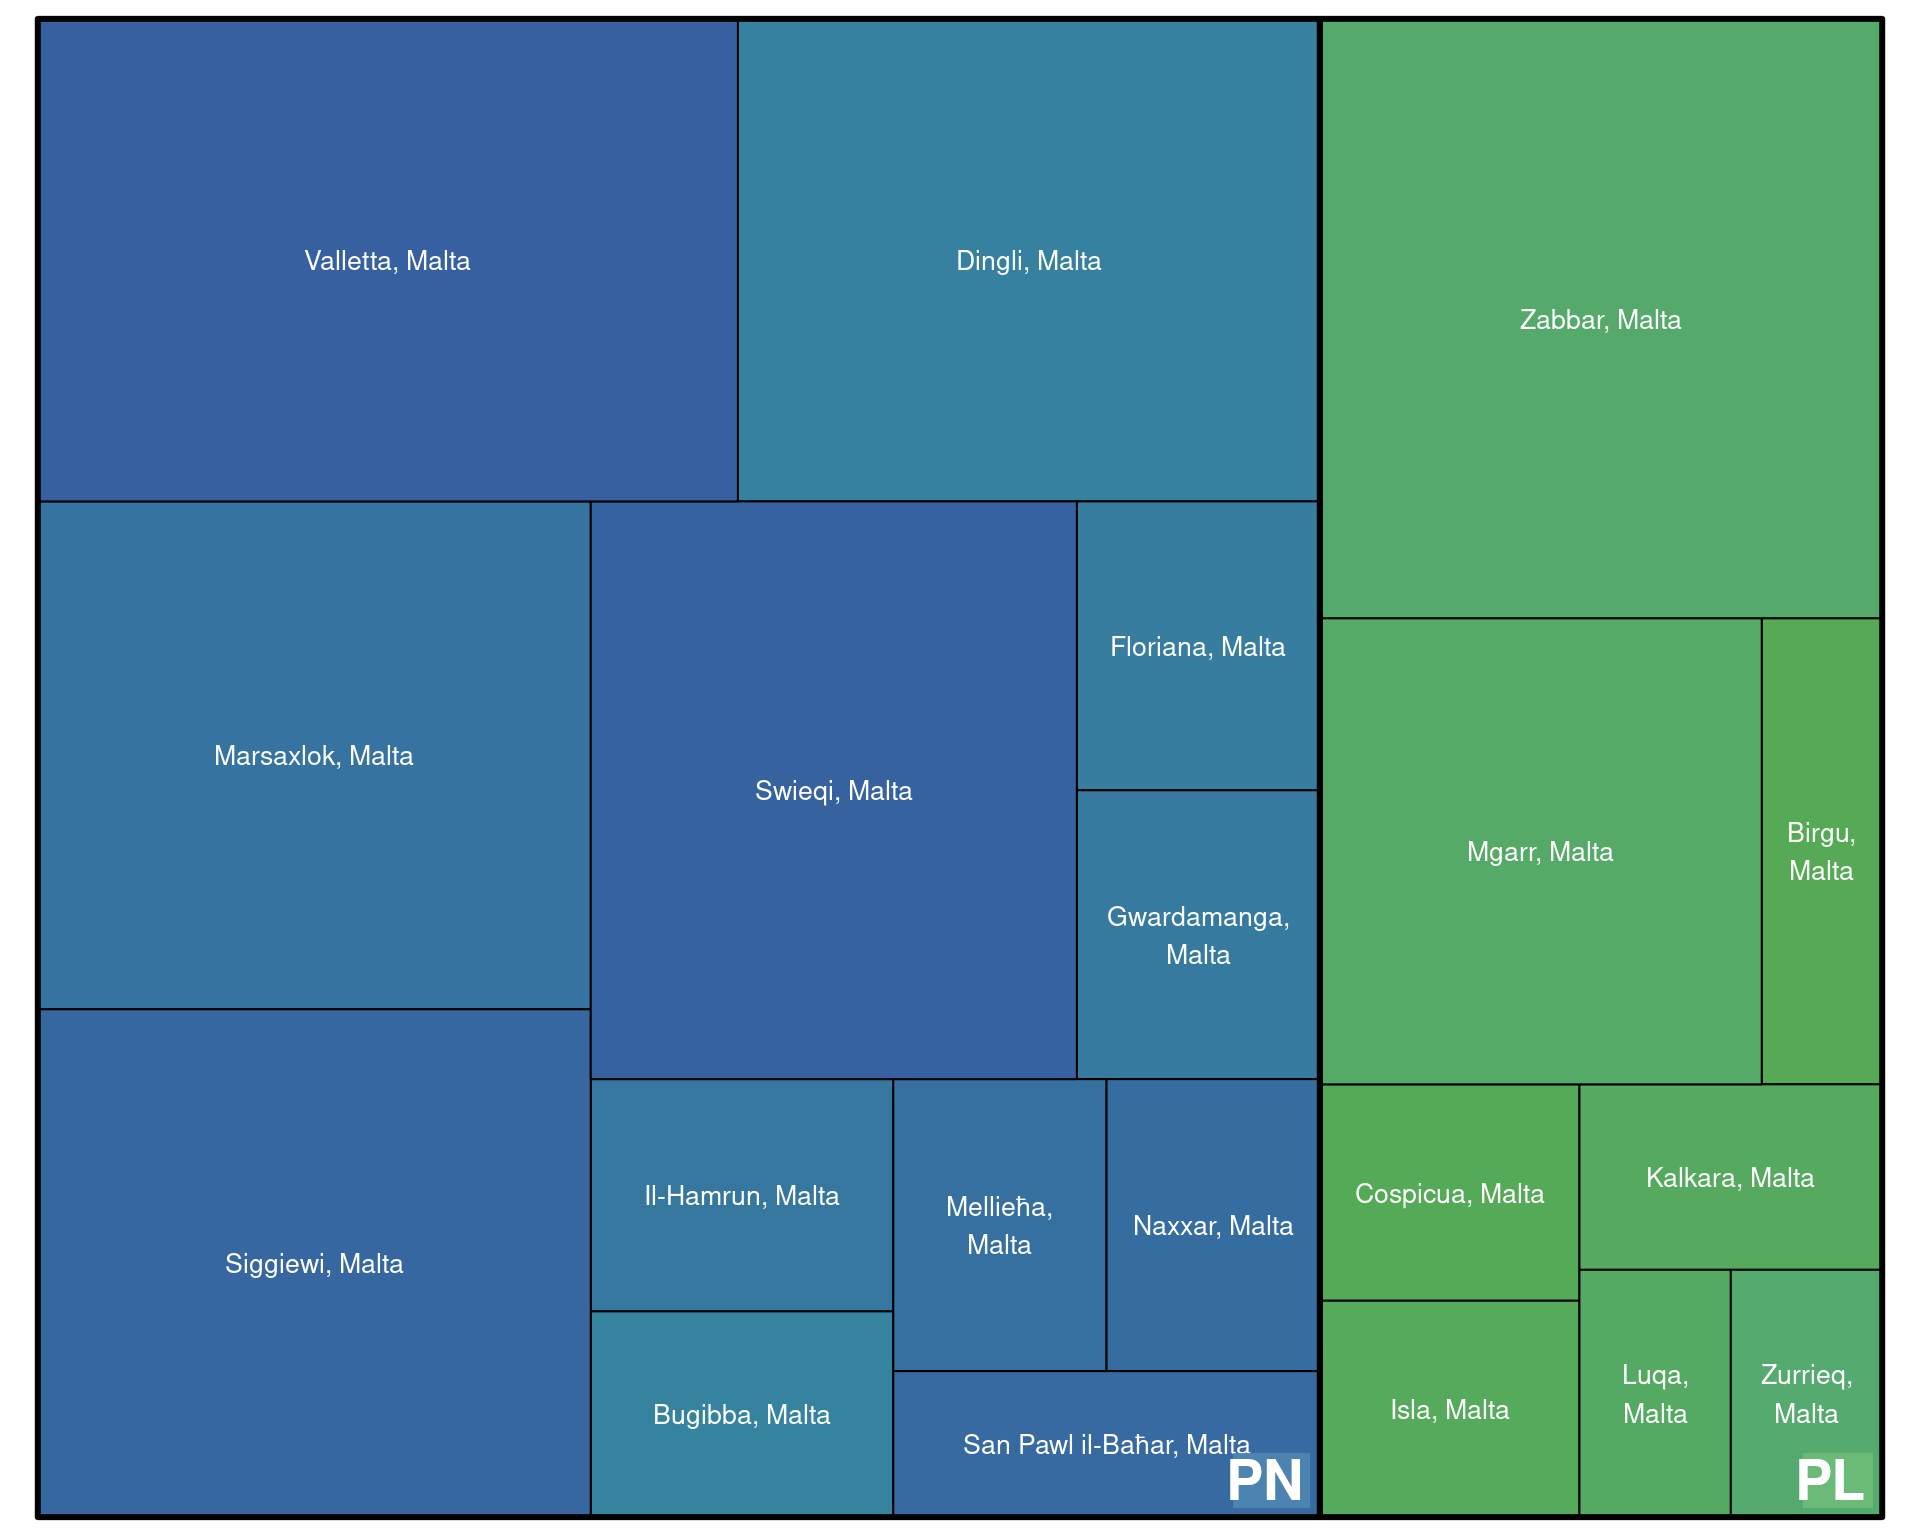 Valletta, Malta
Dingli, Malta
Zabbar, Malta
Marsaxlok, Malta
Swieqi, Malta
Floriana, Malta
Gwardamanga,
Malta
Mgarr, Malta
Birgu,
Malta
Siggiewi, Malta
Il-Hamrun, Malta
Mellieħa,
Malta
Naxxar, Malta
Bugibba, Malta
San Pawl il-Baħar, Malta
PN
Cospicua, Malta
Kalkara, Malta
Isla, Malta
Luqa,
Malta
Zurrieq,
Malta
PL